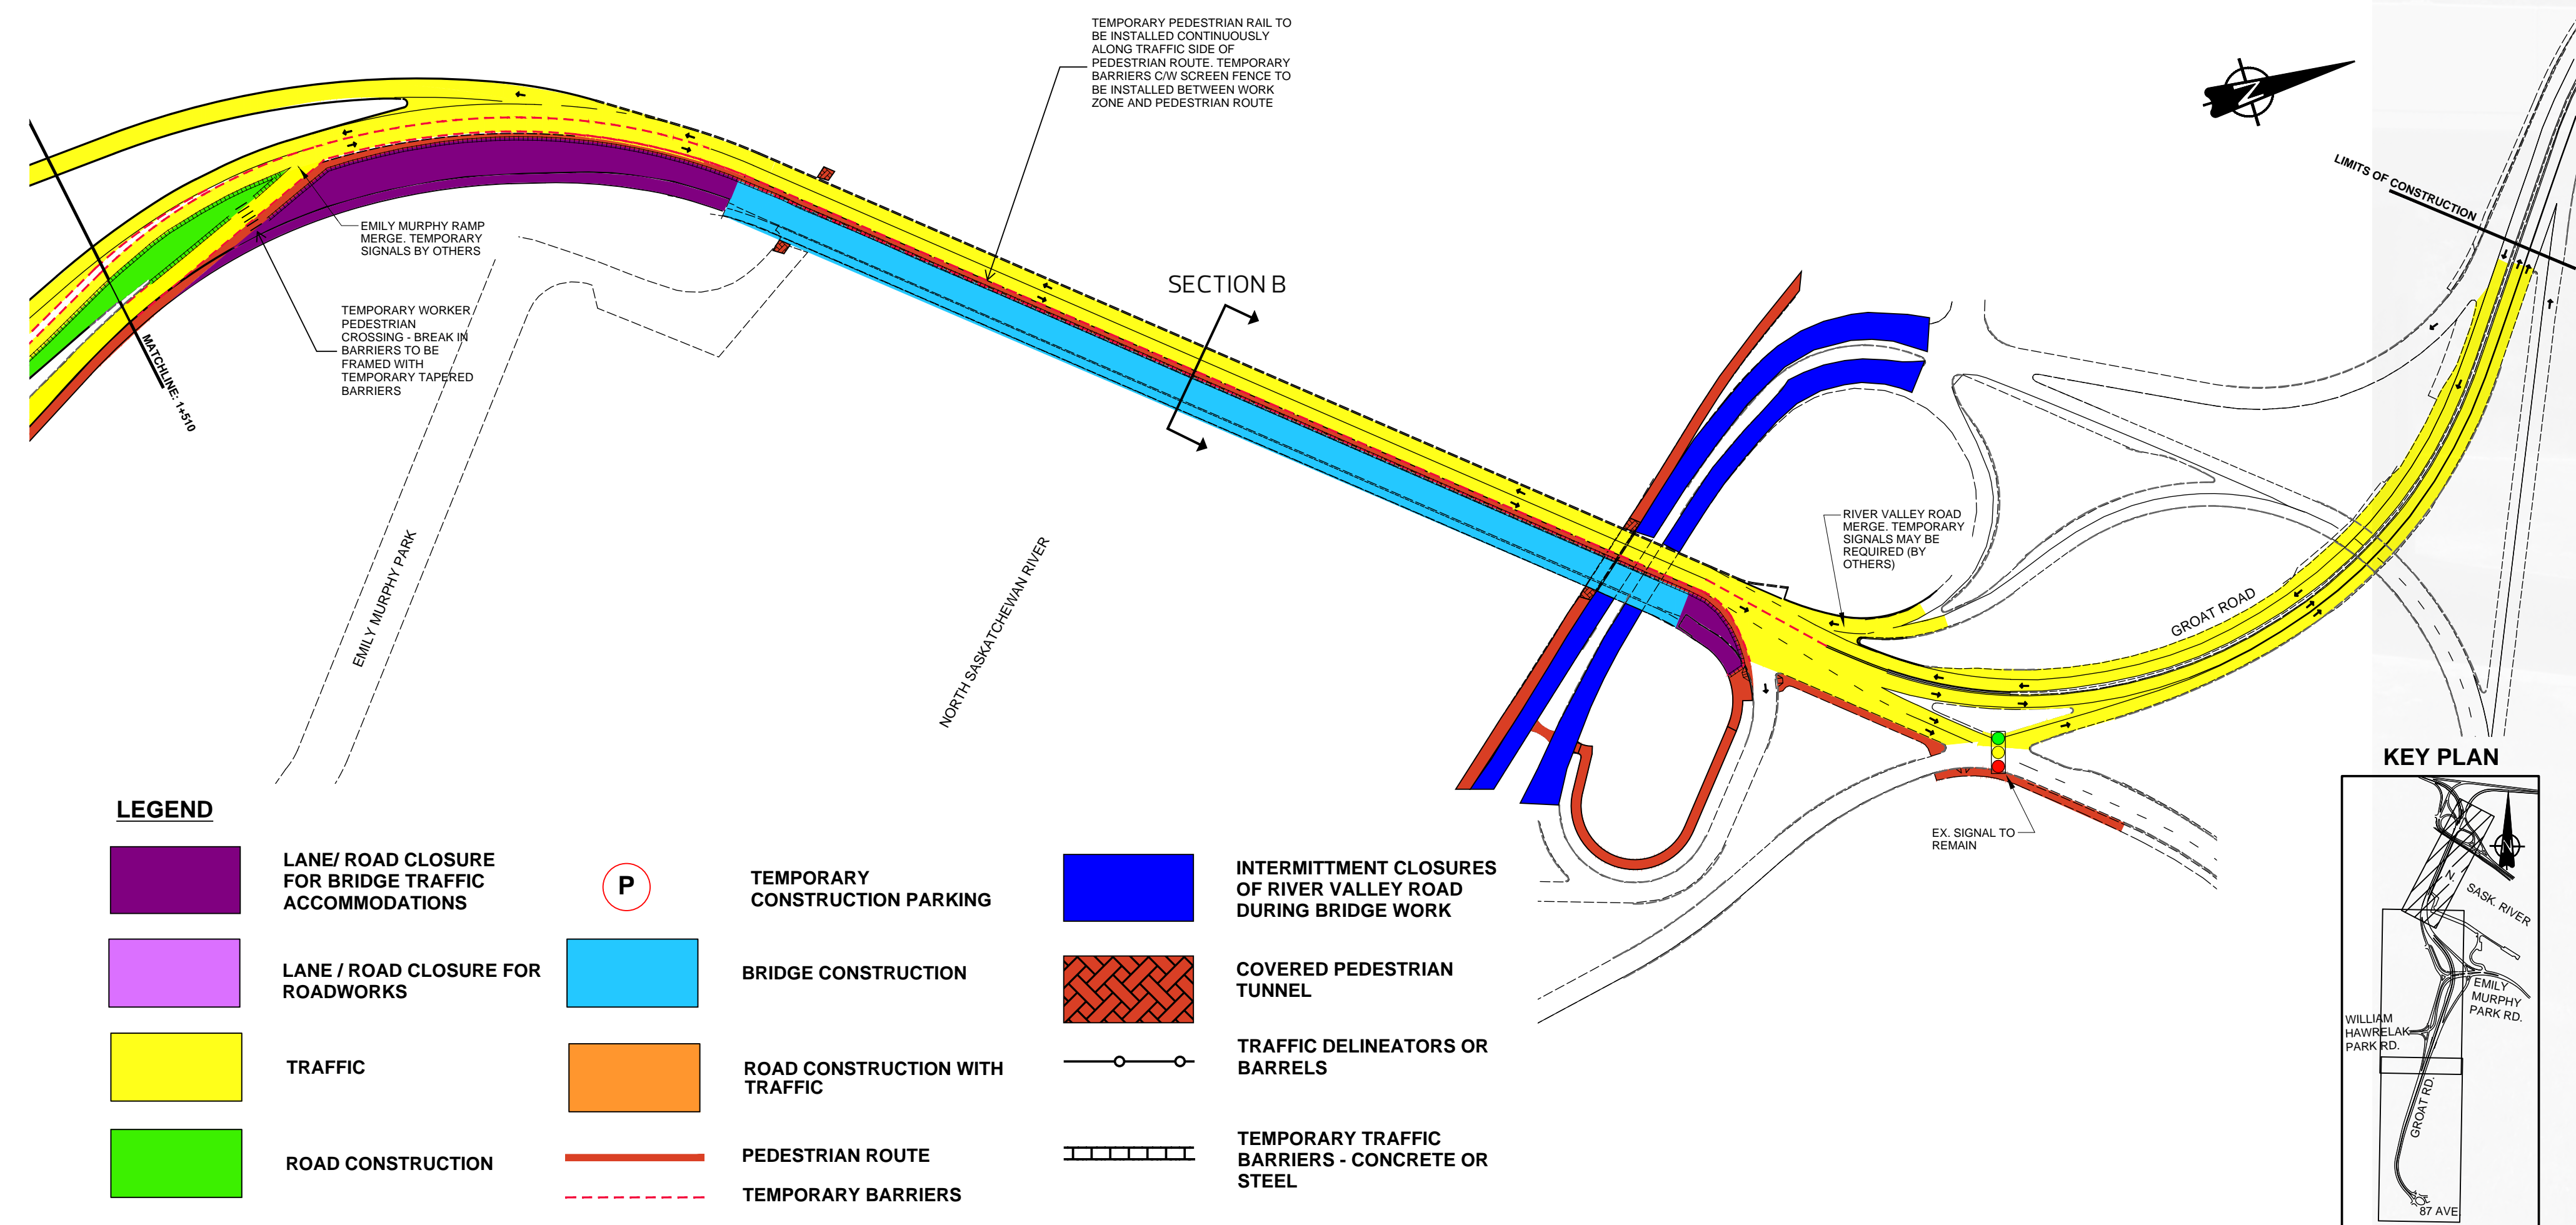 TEMPORARY PEDESTRIAN RAIL TO
BE INSTALLED CONTINUOUSLY
ALONG TRAFFIC SIDE OF
PEDESTRIAN ROUTE. TEMPORARY
BARRIERS C/W SCREEN FENCE TO
BE INSTALLED BETWEEN WORK
ZONE AND PEDESTRIAN ROUTE
Z
LIMITS OF CONSTRUCTION
EMILY MURPHY RAMP
MERGE. TEMPORARY
SIGNALS BY OTHERS
SECTION B
TEMPORARY WORKER
PEDESTRIAN
CROSSING - BREAK IN
BARRIERS TO BE
FRAMED WITH
TEMPORARY TAPERED
BARRIERS
MATCHLINE: 1+510
EMILY MURPHY PARK
NORTH SASKATCHEWAN RIVER
RIVER VALLEY ROAD
MERGE. TEMPORARY
SIGNALS MAY BE
REQUIRED (BY
OTHERS)
GROAT ROAD
EX. SIGNAL TO
REMAIN
LEGEND
LANE/ ROAD CLOSURE
FOR BRIDGE TRAFFIC
ACCOMMODATIONS
LANE / ROAD CLOSURE FOR
ROADWORKS
TRAFFIC
ROAD CONSTRUCTION
P
TEMPORARY
CONSTRUCTION PARKING
BRIDGE CONSTRUCTION
ROAD CONSTRUCTION WITH
TRAFFIC
PEDESTRIAN ROUTE
TEMPORARY BARRIERS
INTERMITTMENT CLOSURES
OF RIVER VALLEY ROAD
DURING BRIDGE WORK
COVERED PEDESTRIAN
TUNNEL
TRAFFIC DELINEATORS OR
BARRELS
TEMPORARY TRAFFIC
BARRIERS - CONCRETE OR
STEEL
KEY PLAN
N
N. SASK. RIVER
EMILY
MURPHY
PARK RD.
WILLIAM
HAWRELAK
PARK RD.
GROAT RD.
87 AVE